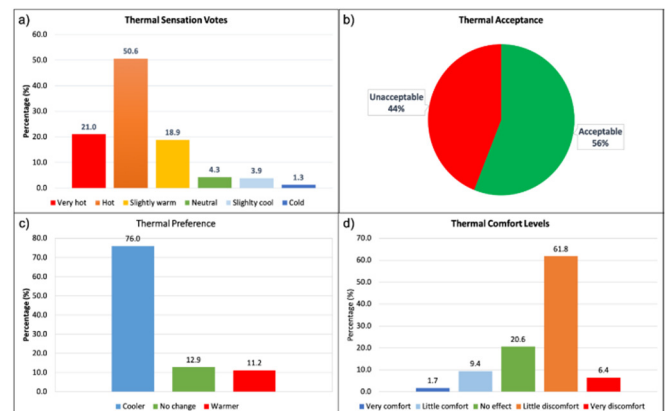 a)
Thermal Sensation Votes
Percentage (%)
60.0
50.0
40.0
30.0
20.0
10.0
0.0
21.0
50.6
18.9
4.3
3.9
1.3
Very hot Hot Slightly warm Neutral Slighlty cool Cold
b)
Thermal Acceptance
Unacceptable
44%
Acceptable
56%
c)
Thermal Preference
Percentage (%)
80.0
70.0
60.0
50.0
40.0
30.0
20.0
10.0
0.0
76.0
12.9
11.2
Cooler No change Warmer
d)
Thermal Comfort Levels
Percentage (%)
70.0
60.0
50.0
40.0
30.0
20.0
10.0
0.0
1.7
9.4
20.6
61.8
6.4
Very comfort Little comfort No effect Little discomfort Very discomfort